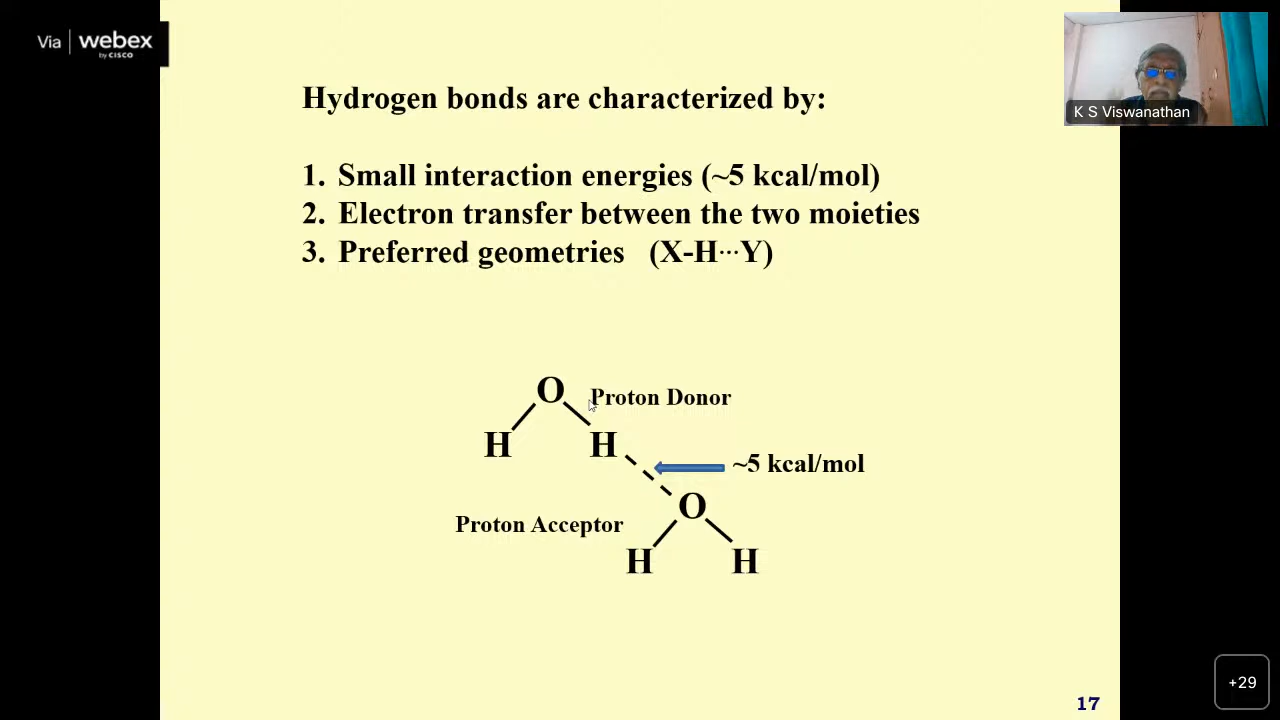 Via webex
by CISCO
K S Viswanathan
Hydrogen bonds are characterized by:
1. Small interaction energies (~5 kcal/mol)
2. Electron transfer between the two moieties
3. Preferred geometries (X-H···Y)
O
Proton Donor
H H
~5 kcal/mol
O
Proton Acceptor
H H
+29
17